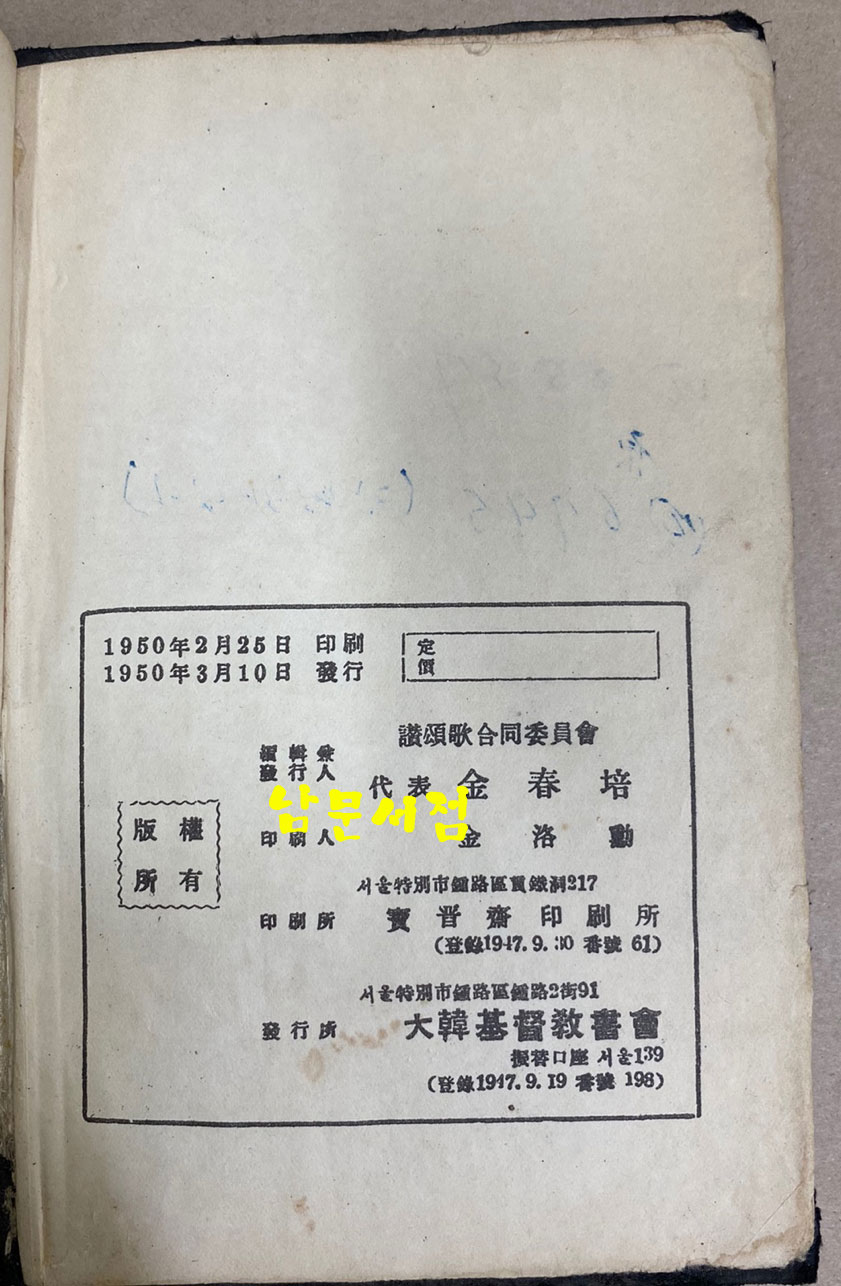 1950年2月25日 印刷
1950年3月10日 發行
定價
讃頌歌合同委員會
編輯兼
發行人
代表 金春培
남문서점
印刷人 金洛勳
版權
所有
서울特別市鍾路區貫鐵洞217
印刷所 寶晋齋印刷所
(登錄1947.9.30 番號 61)
서울特別市鍾路區鍾路2街91
發行所 大韓基督敎書會
振替口座 서울139
(登錄1947.9.19 番號 198)